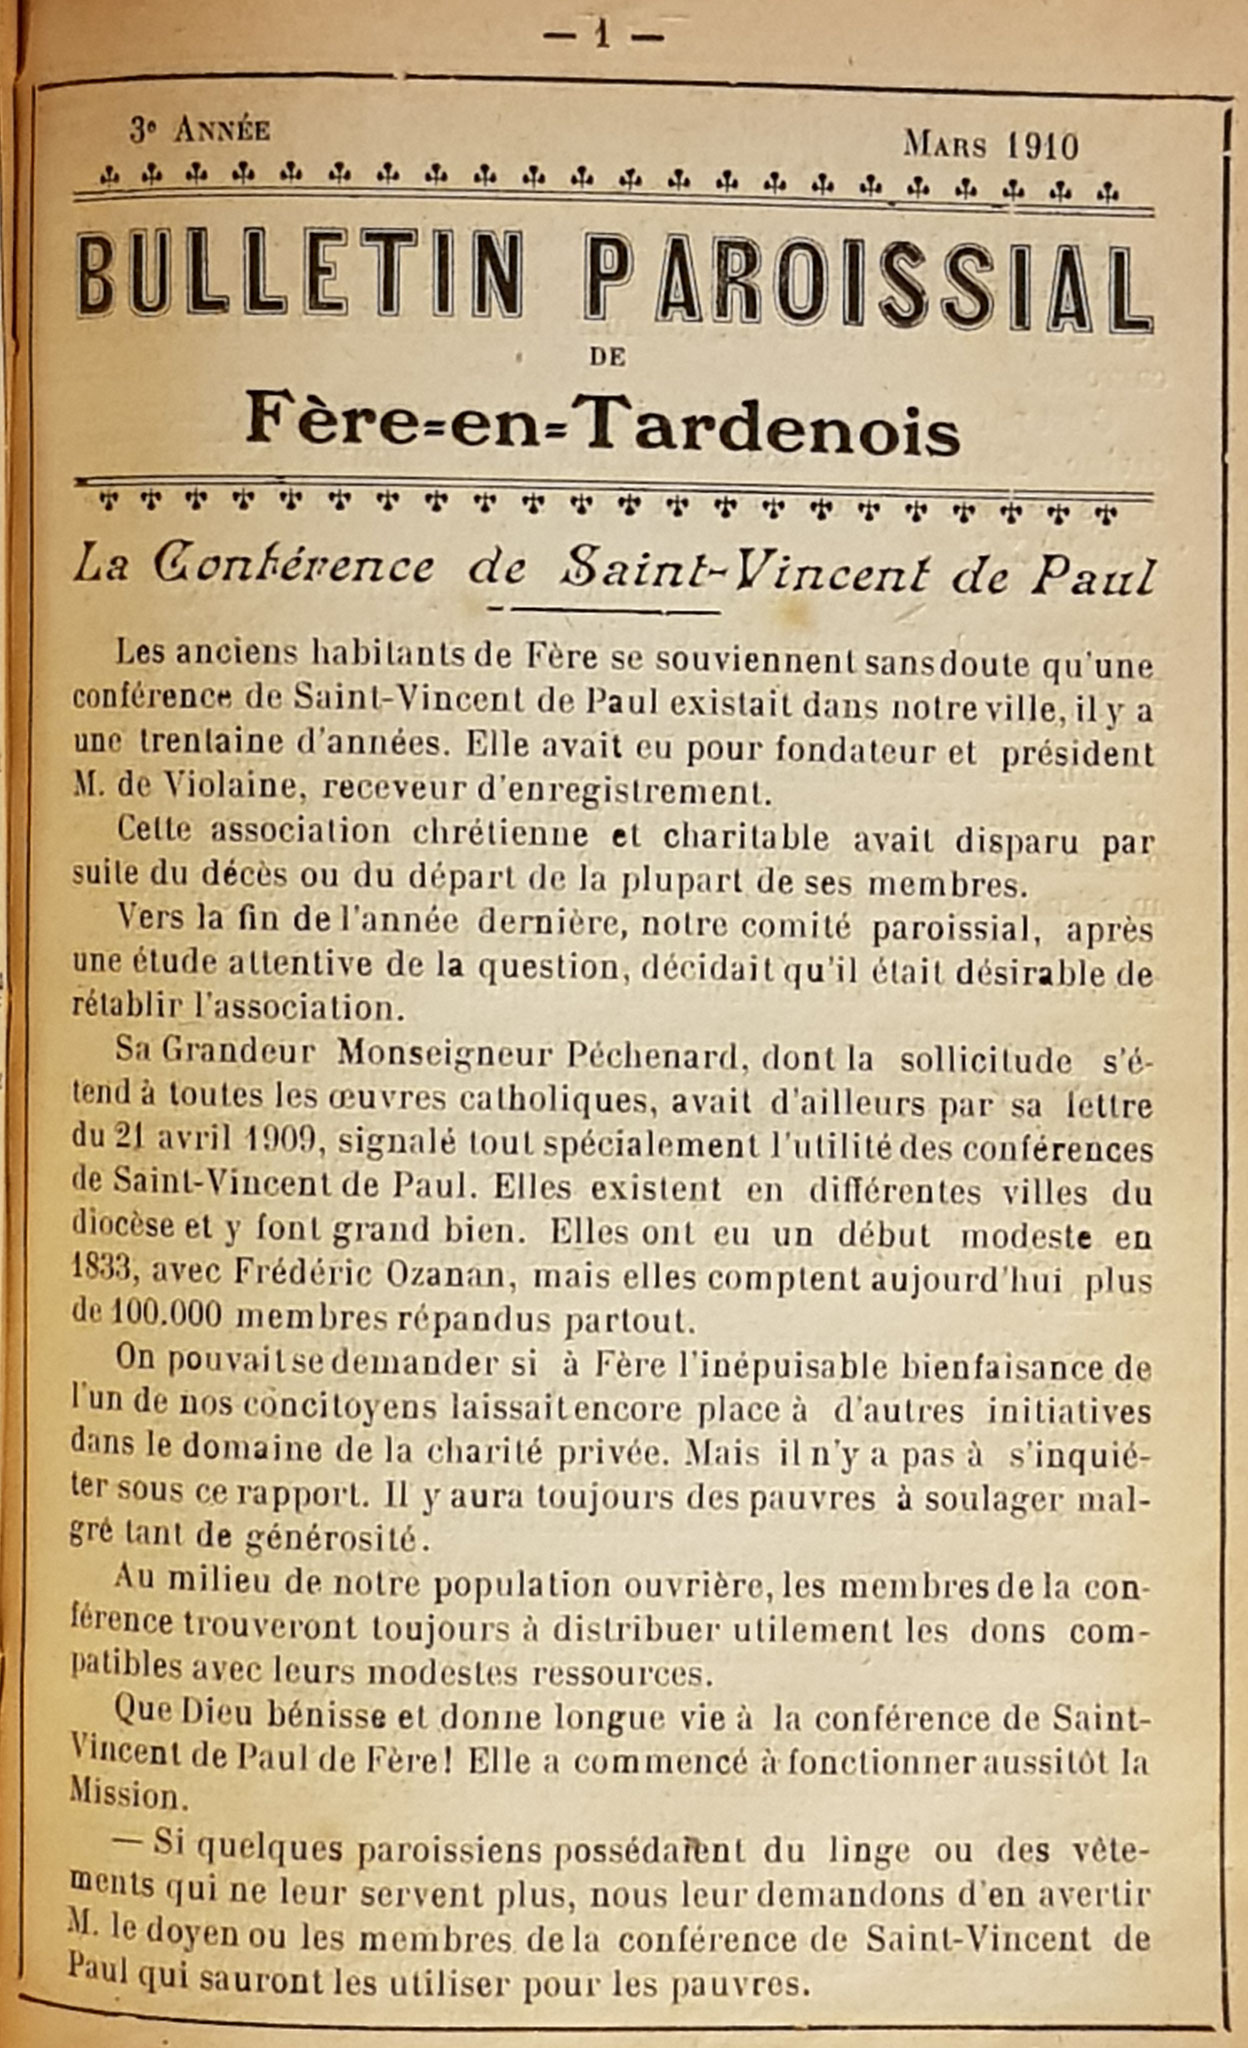 — 1 —
3e ANNÉE
MARS 1910
BULLETIN PAROISSIAL
DE
Fère=en=Tardenois
La Conférence de Saint-Vincent de Paul
Les anciens habitants de Fère se souviennent sans doute qu'une
conférence de Saint-Vincent de Paul existait dans notre ville, il y a
une trentaine d'années. Elle avait eu pour fondateur et président
M. de Violaine, receveur d'enregistrement.
Cette association chrétienne et charitable avait disparu par
suite du décès ou du départ de la plupart de ses membres.
Vers la fin de l'année dernière, notre comité paroissial, après
une étude attentive de la question, décidait qu'il était désirable de
rétablir l'association.
Sa Grandeur Monseigneur Péchenard, dont la sollicitude s'é-
tend à toutes les œuvres catholiques, avait d'ailleurs par sa lettre
du 21 avril 1909, signalé tout spécialement l'utilité des conférences
de Saint-Vincent de Paul. Elles existent en différentes villes du
diocèse et y font grand bien. Elles ont eu un début modeste en
1833, avec Frédéric Ozanan, mais elles comptent aujourd'hui plus
de 100.000 membres répandus partout.
On pouvait se demander si à Fère l'inépuisable bienfaisance de
l'un de nos concitoyens laissait encore place à d'autres initiatives
dans le domaine de la charité privée. Mais il n'y a pas à s'inquié-
ter sous ce rapport. Il y aura toujours des pauvres à soulager mal-
gré tant de générosité.
Au milieu de notre population ouvrière, les membres de la con-
férence trouveront toujours à distribuer utilement les dons com-
patibles avec leurs modestes ressources.
Que Dieu bénisse et donne longue vie à la conférence de Saint-
Vincent de Paul de Fère! Elle a commencé à fonctionner aussitôt la
Mission.
— Si quelques paroissiens possédaient du linge ou des vête-
ments qui ne leur servent plus, nous leur demandons d'en avertir
M. le doyen ou les membres de la conférence de Saint-Vincent de
Paul qui sauront les utiliser pour les pauvres.